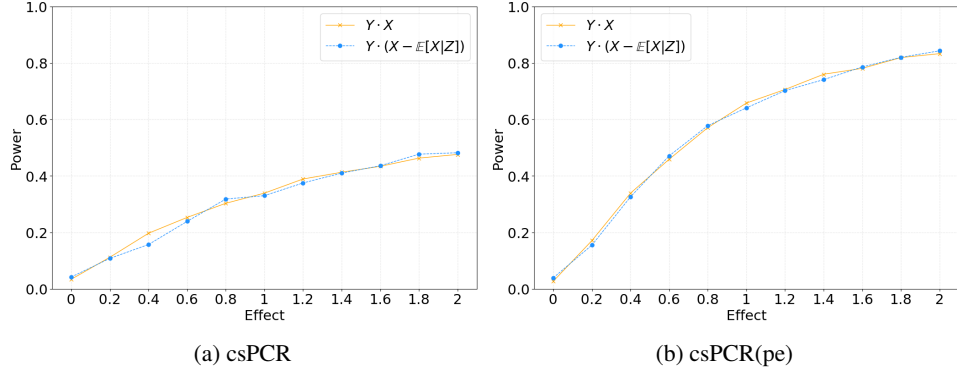 1.0
0.8
0.6
0.4
0.2
0.0
Power
0 0.2 0.4 0.6 0.8 1 1.2 1.4 1.6 1.8 2
Effect
Y · X
Y · (X − 𝔼[X|Z])
(a) csPCR
1.0
0.8
0.6
0.4
0.2
0.0
Power
0 0.2 0.4 0.6 0.8 1 1.2 1.4 1.6 1.8 2
Effect
Y · X
Y · (X − 𝔼[X|Z])
(b) csPCR(pe)